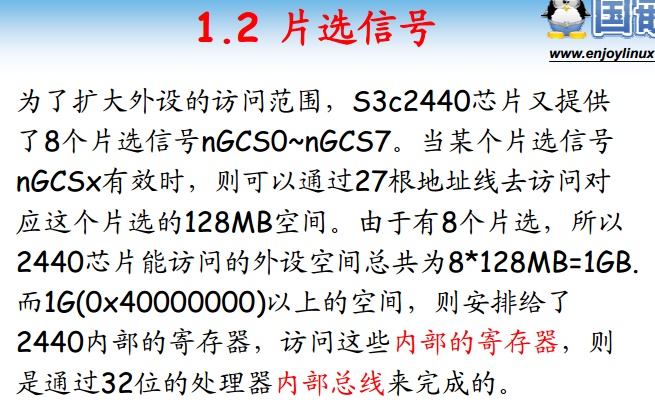 1.2 片选信号
国嵌
www.enjoylinux
为了扩大外设的访问范围，S3c2440芯片又提供
了8个片选信号nGCS0~nGCS7。当某个片选信号
nGCSx有效时，则可以通过27根地址线去访问对
应这个片选的128MB空间。由于有8个片选，所以
2440芯片能访问的外设空间总共为8*128MB=1GB.
而1G(0x40000000)以上的空间，则安排给了
2440内部的寄存器，访问这些内部的寄存器，则
是通过32位的处理器内部总线来完成的。